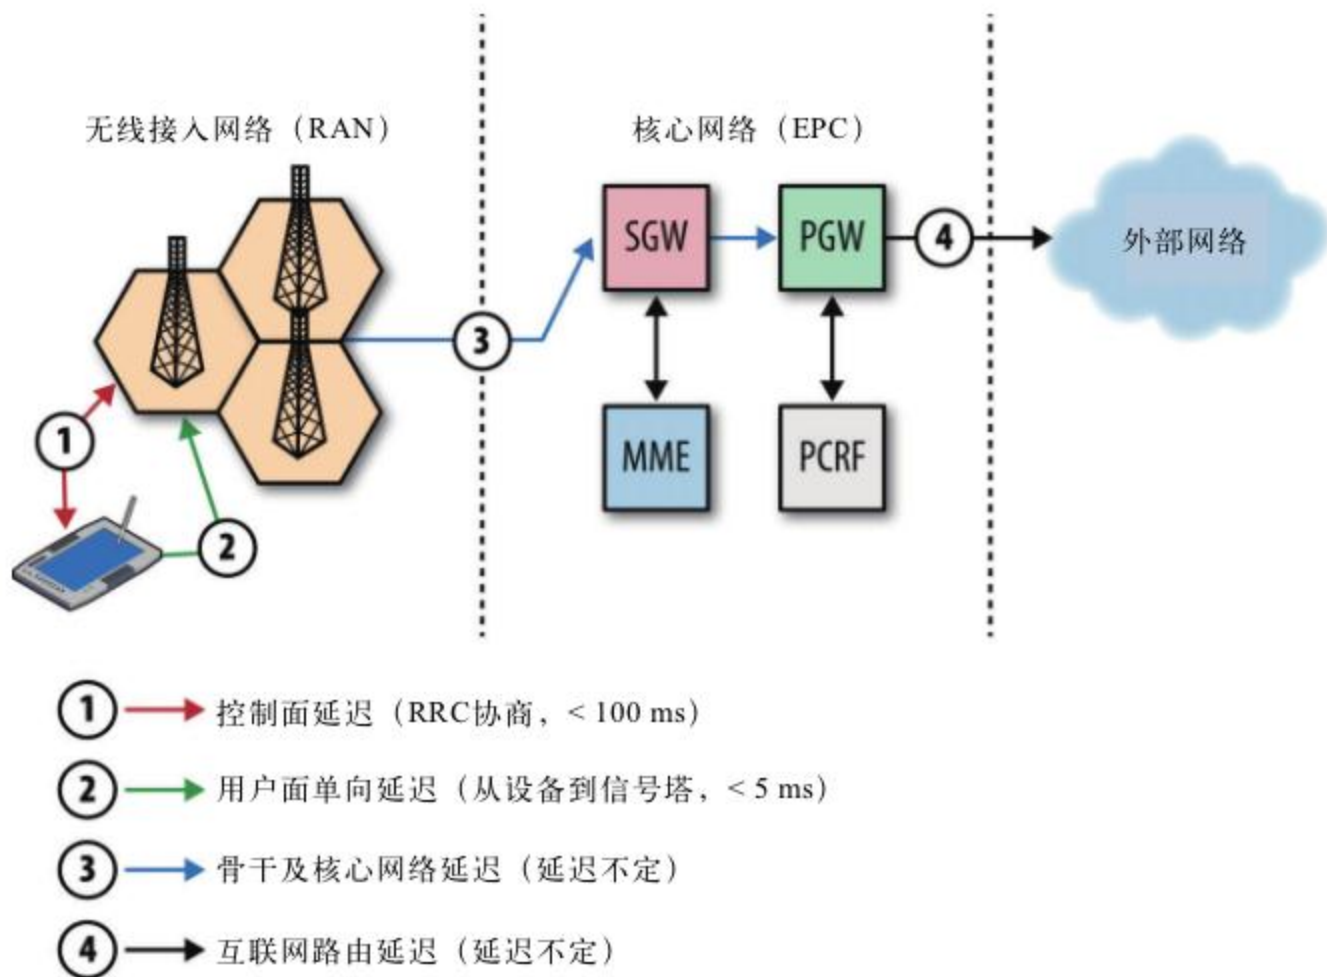 无线接入网络（RAN）
核心网络（EPC）
SGW
PGW
4
外部网络
3
1
MME
PCRF
2
1 控制面延迟（RRC协商，< 100 ms）
2 用户面单向延迟（从设备到信号塔，< 5 ms）
3 骨干及核心网络延迟（延迟不定）
4 互联网路由延迟（延迟不定）